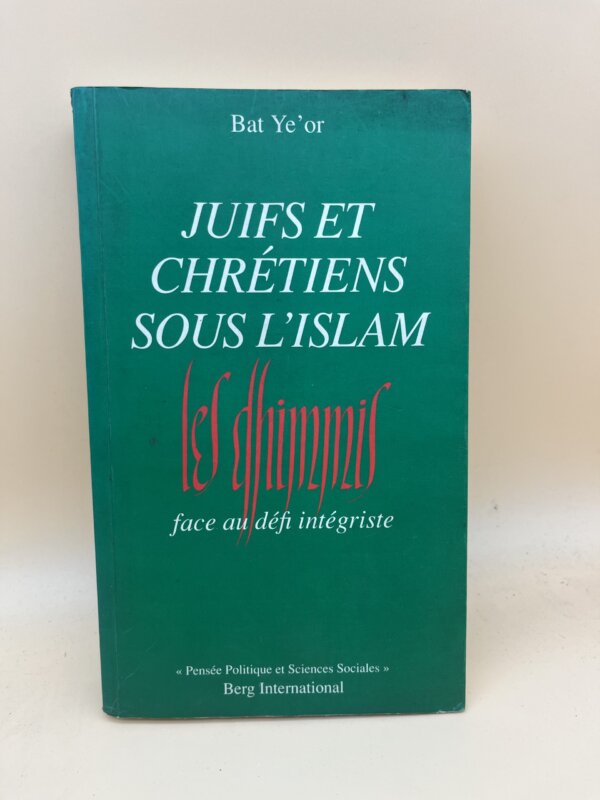 Bat Ye'or
JUIFS ET
CHRÉTIENS
SOUS L'ISLAM
les dhimmis
face au défi intégriste
« Pensée Politique et Sciences Sociales »
Berg International